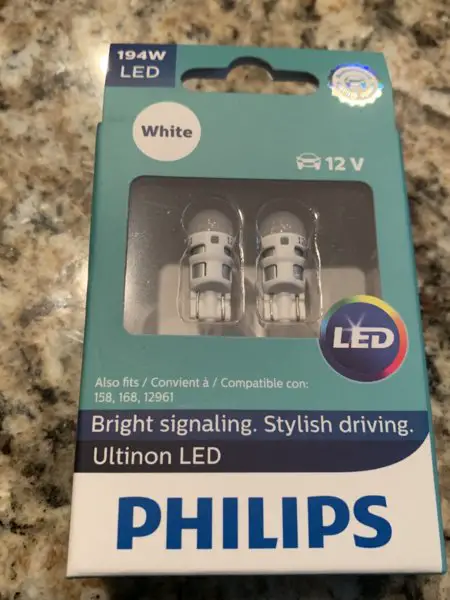 194W
LED
White
12 V
LED
Also fits / Convient à / Compatible con:
158, 168, 12961
Bright signaling. Stylish driving.
Ultinon LED
PHILIPS